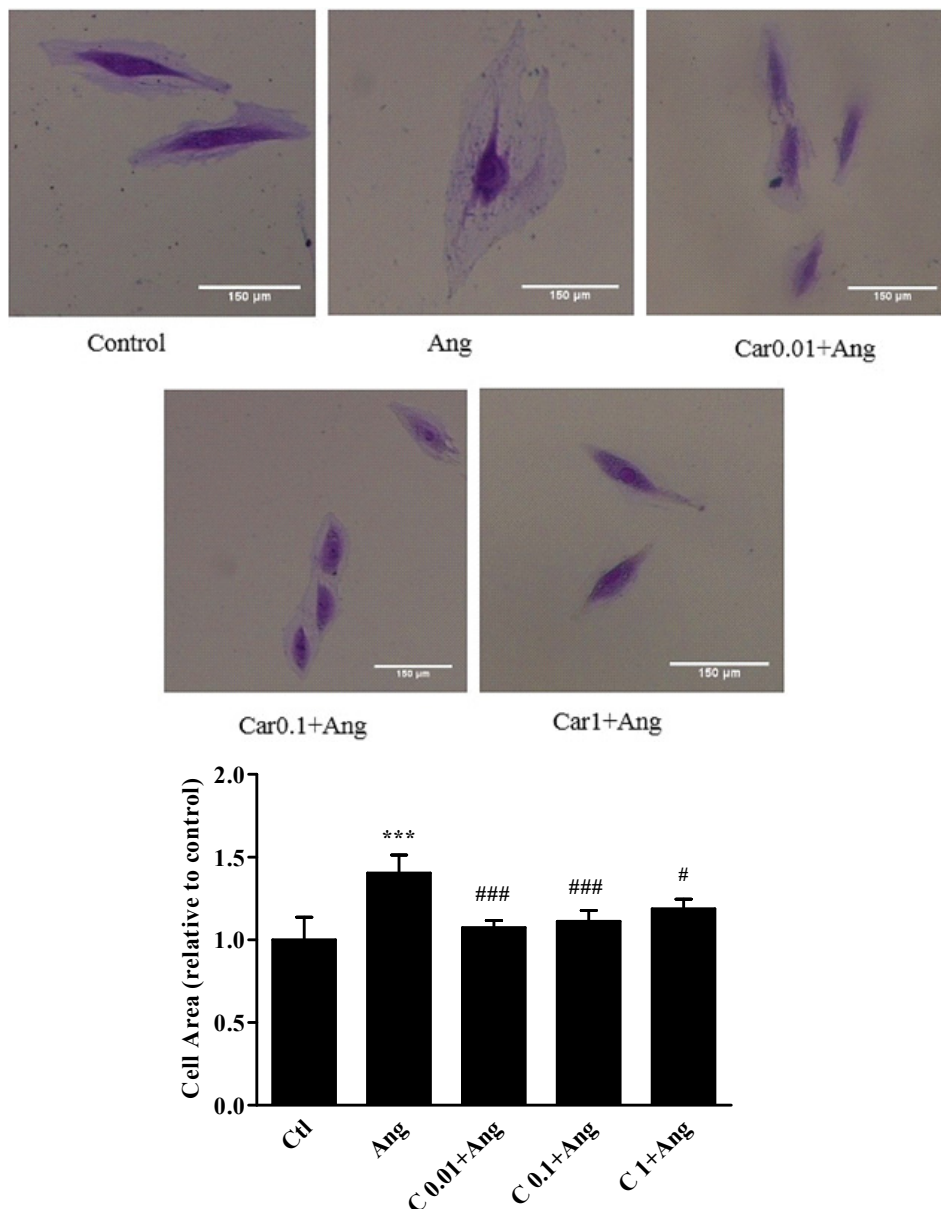 150 µm
150 µm
150 µm
Control
Ang
Car0.01+Ang
150 µm
150 µm
Car0.1+Ang
Car1+Ang
Cell Area (relative to control)
2.0
1.5
1.0
0.5
0.0
***
###
###
#
Ctl
Ang
C 0.01+Ang
C 0.1+Ang
C 1+Ang